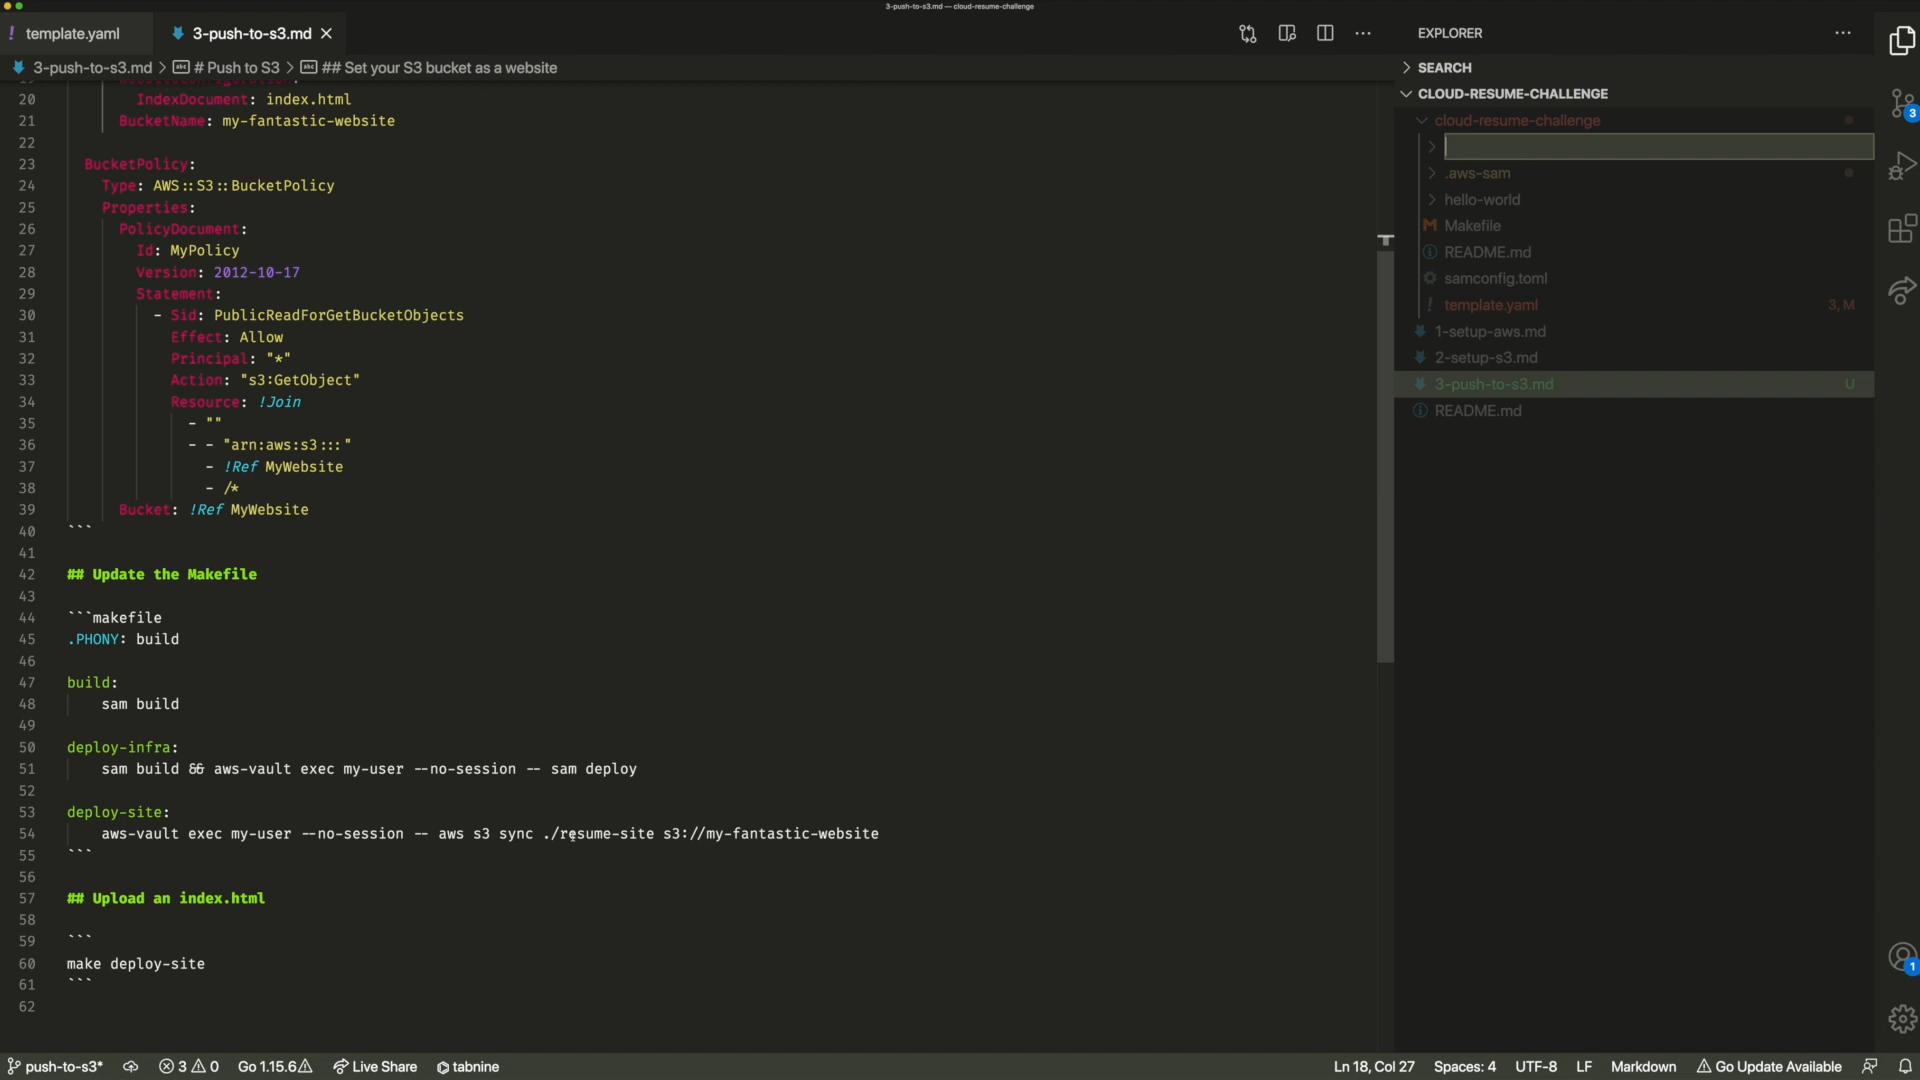 3-push-to-s3.md — cloud-resume-challenge
! template.yaml
3-push-to-s3.md
3-push-to-s3.md > # Push to S3 > ## Set your S3 bucket as a website
20 IndexDocument: index.html
21 BucketName: my-fantastic-website
22
23 BucketPolicy:
24 Type: AWS::S3::BucketPolicy
25 Properties:
26 PolicyDocument:
27 Id: MyPolicy
28 Version: 2012-10-17
29 Statement:
30 - Sid: PublicReadForGetBucketObjects
31 Effect: Allow
32 Principal: "*"
33 Action: "s3:GetObject"
34 Resource: !Join
35 - ""
36 - - "arn:aws:s3:::"
37 - !Ref MyWebsite
38 - /*
39 Bucket: !Ref MyWebsite
40 ```
41
42 ## Update the Makefile
43
44 ```makefile
45 .PHONY: build
46
47 build:
48 sam build
49
50 deploy-infra:
51 sam build && aws-vault exec my-user --no-session -- sam deploy
52
53 deploy-site:
54 aws-vault exec my-user --no-session -- aws s3 sync ./resume-site s3://my-fantastic-website
55 ```
56
57 ## Upload an index.html
58
59 ```
60 make deploy-site
61 ```
62
EXPLORER
SEARCH
CLOUD-RESUME-CHALLENGE
cloud-resume-challenge
.aws-sam
hello-world
Makefile
README.md
samconfig.toml
! template.yaml 3, M
1-setup-aws.md
2-setup-s3.md
3-push-to-s3.md U
README.md
3
1
push-to-s3* 3 0 Go 1.15.6 Live Share tabnine
Ln 18, Col 27 Spaces: 4 UTF-8 LF Markdown Go Update Available